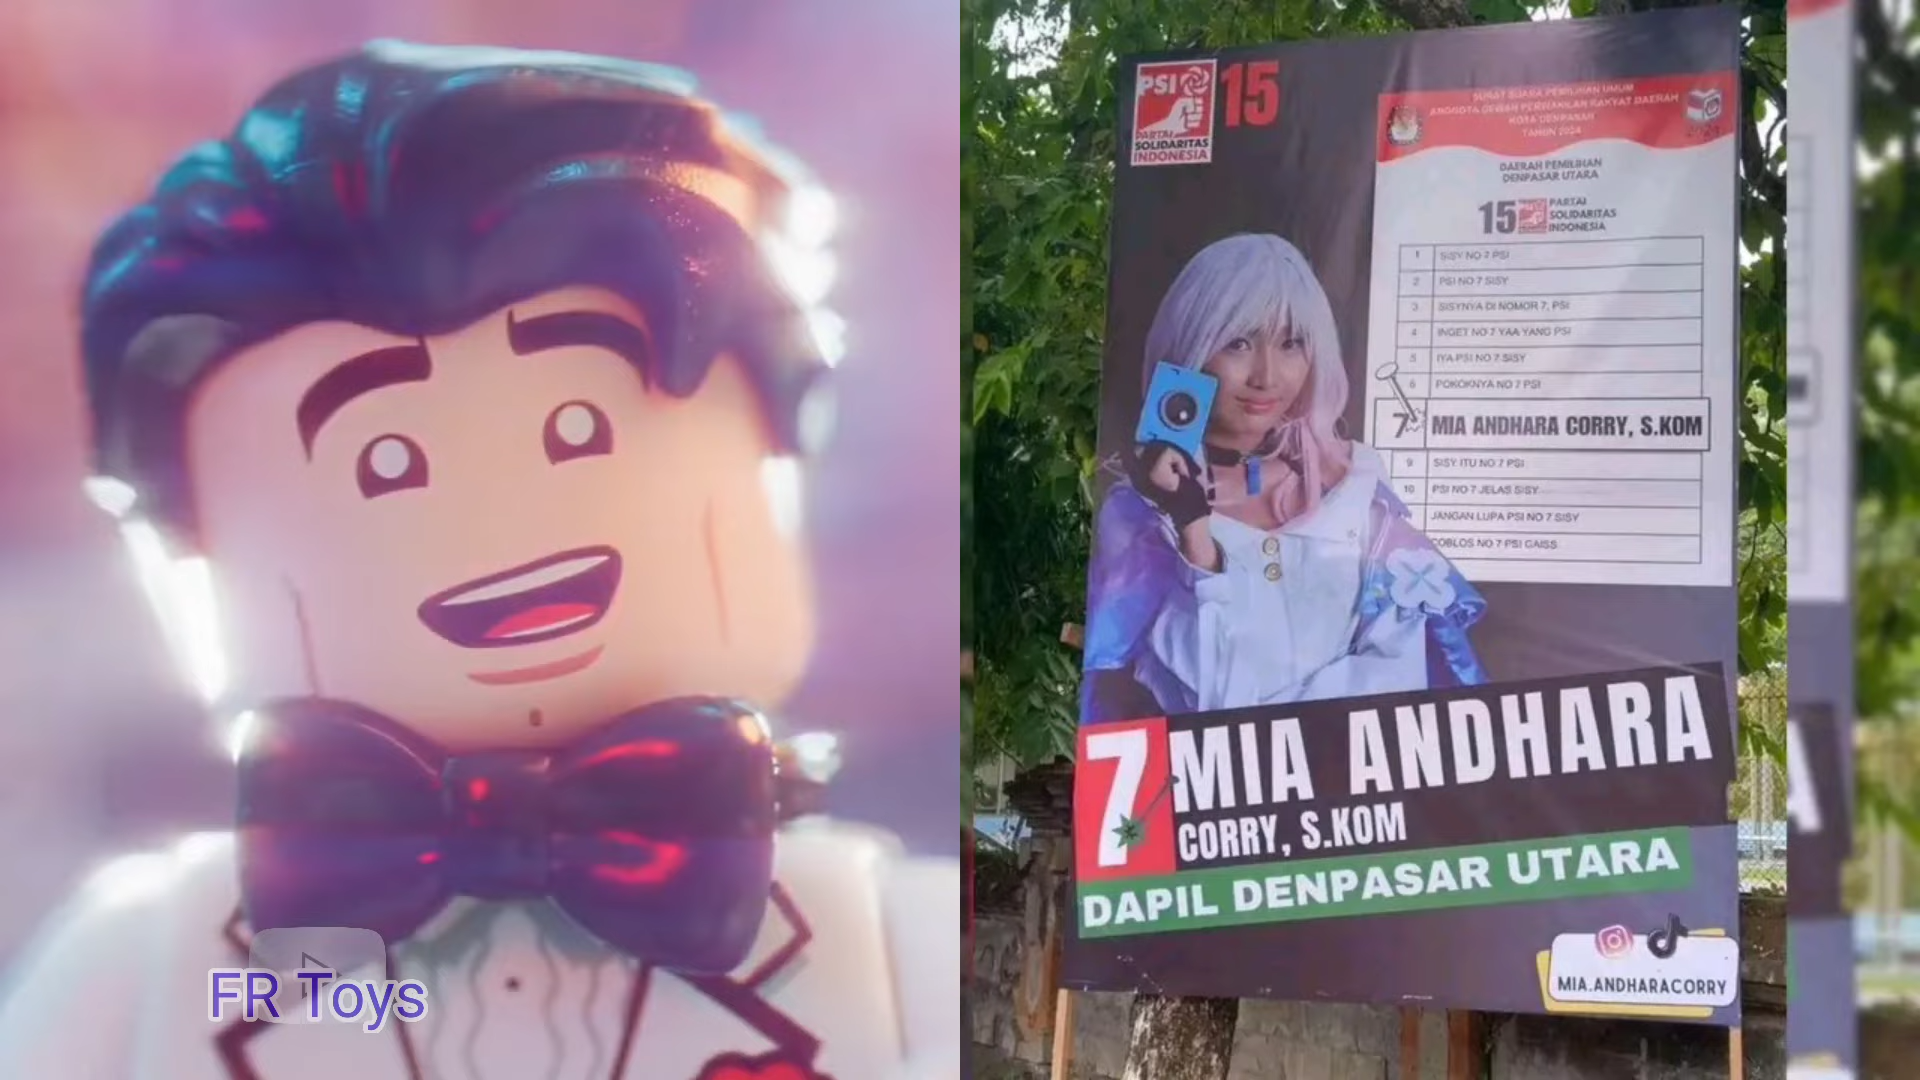 FR Toys
PSI
PARTAI
SOLIDARITAS
INDONESIA
15
SURAT SUARA PEMILIHAN UMUM
ANGGOTA DEWAN PERWAKILAN RAKYAT DAERAH
KOTA DENPASAR
TAHUN 2024
DAERAH PEMILIHAN
DENPASAR UTARA
15
PARTAI
SOLIDARITAS
INDONESIA
1 SISY NO 7 PSI
2 PSI NO 7 SISY
3 SISYNYA DI NOMOR 7, PSI
4 INGET NO 7 YAA YANG PSI
5 IYA PSI NO 7 SISY
6 POKOKNYA NO 7 PSI
7 MIA ANDHARA CORRY, S.KOM
9 SISY ITU NO 7 PSI
10 PSI NO 7 JELAS SISY
JANGAN LUPA PSI NO 7 SISY
COBLOS NO 7 PSI GAISS
7 MIA ANDHARA
CORRY, S.KOM
DAPIL DENPASAR UTARA
MIA.ANDHARACORRY